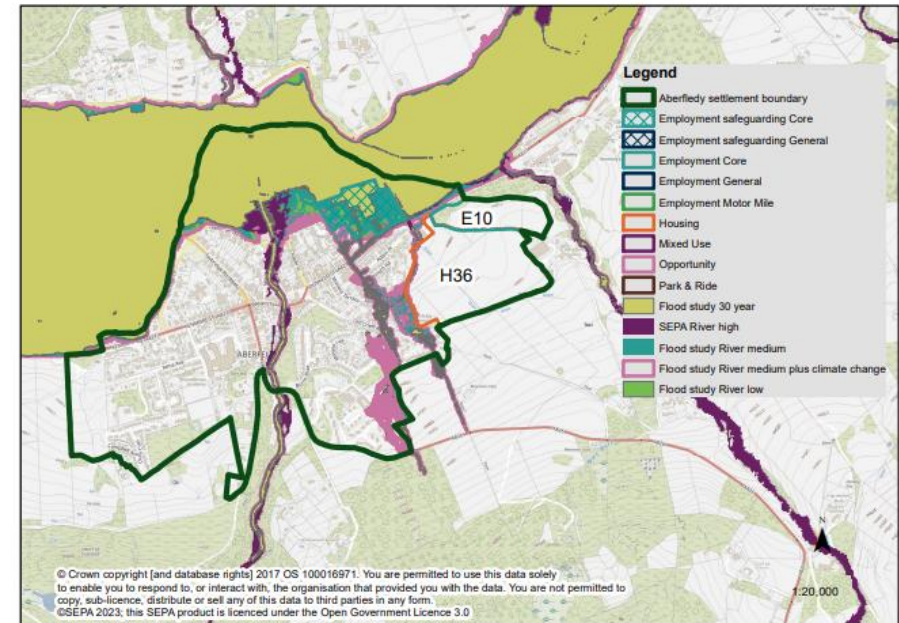 Legend
Aberfledy settlement boundary
Employment safeguarding Core
Employment safeguarding General
Employment Core
Employment General
Employment Motor Mile
Housing
Mixed Use
Opportunity
Park & Ride
Flood study 30 year
SEPA River high
Flood study River medium
Flood study River medium plus climate change
Flood study River low
E10
H36
N
1:20,000
© Crown copyright [and database rights] 2017 OS 100016971. You are permitted to use this data solely
to enable you to respond to, or interact with, the organisation that provided you with the data. You are not permitted to
copy, sub-licence, distribute or sell any of this data to third parties in any form.
©SEPA 2023; this SEPA product is licenced under the Open Government Licence 3.0